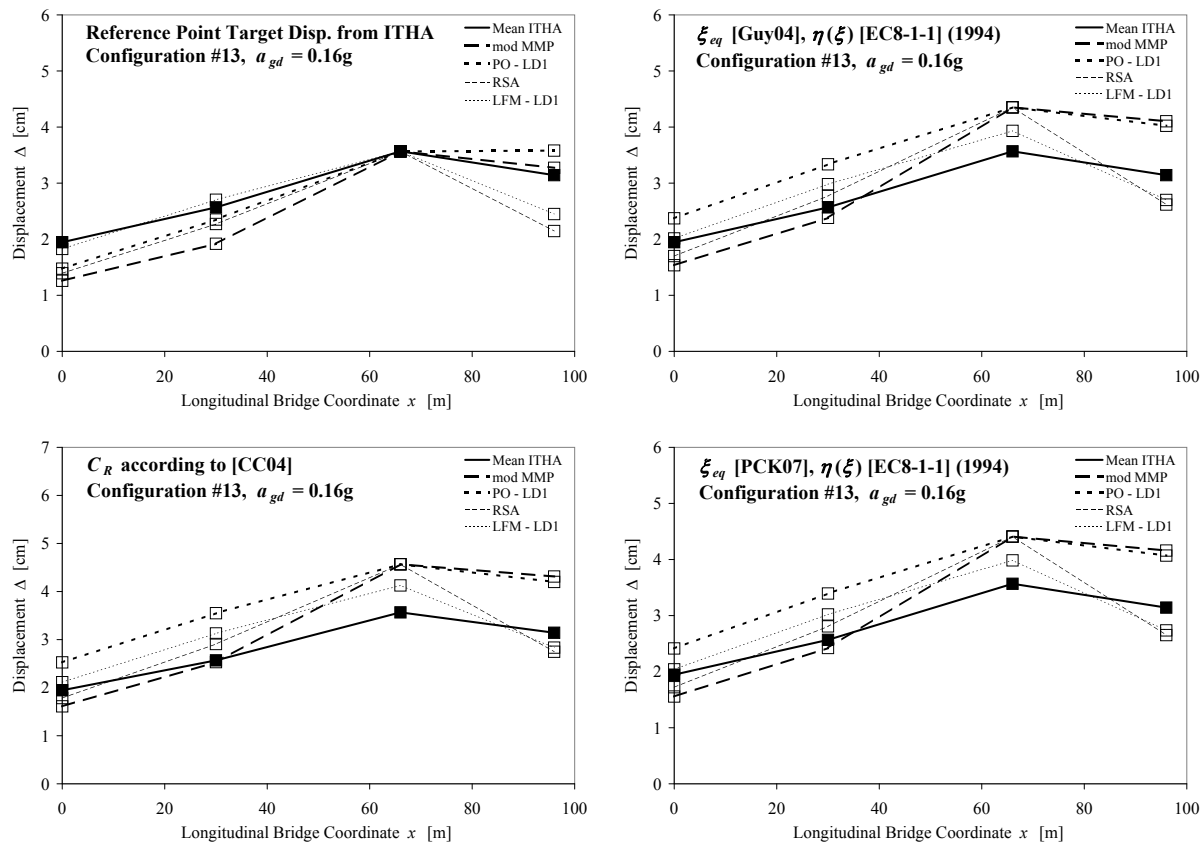 Reference Point Target Disp. from ITHA
Configuration #13, a gd = 0.16g
Mean ITHA
mod MMP
PO - LD1
RSA
LFM - LD1
6
5
4
3
2
1
0
Displacement Δ [cm]
0 20 40 60 80 100
Longitudinal Bridge Coordinate x [m]
ξ eq [Guy04], η(ξ) [EC8-1-1] (1994)
Configuration #13, a gd = 0.16g
Mean ITHA
mod MMP
PO - LD1
RSA
LFM - LD1
6
5
4
3
2
1
0
Displacement Δ [cm]
0 20 40 60 80 100
Longitudinal Bridge Coordinate x [m]
C R according to [CC04]
Configuration #13, a gd = 0.16g
Mean ITHA
mod MMP
PO - LD1
RSA
LFM - LD1
7
6
5
4
3
2
1
0
Displacement Δ [cm]
0 20 40 60 80 100
Longitudinal Bridge Coordinate x [m]
ξ eq [PCK07], η(ξ) [EC8-1-1] (1994)
Configuration #13, a gd = 0.16g
Mean ITHA
mod MMP
PO - LD1
RSA
LFM - LD1
6
5
4
3
2
1
0
Displacement Δ [cm]
0 20 40 60 80 100
Longitudinal Bridge Coordinate x [m]